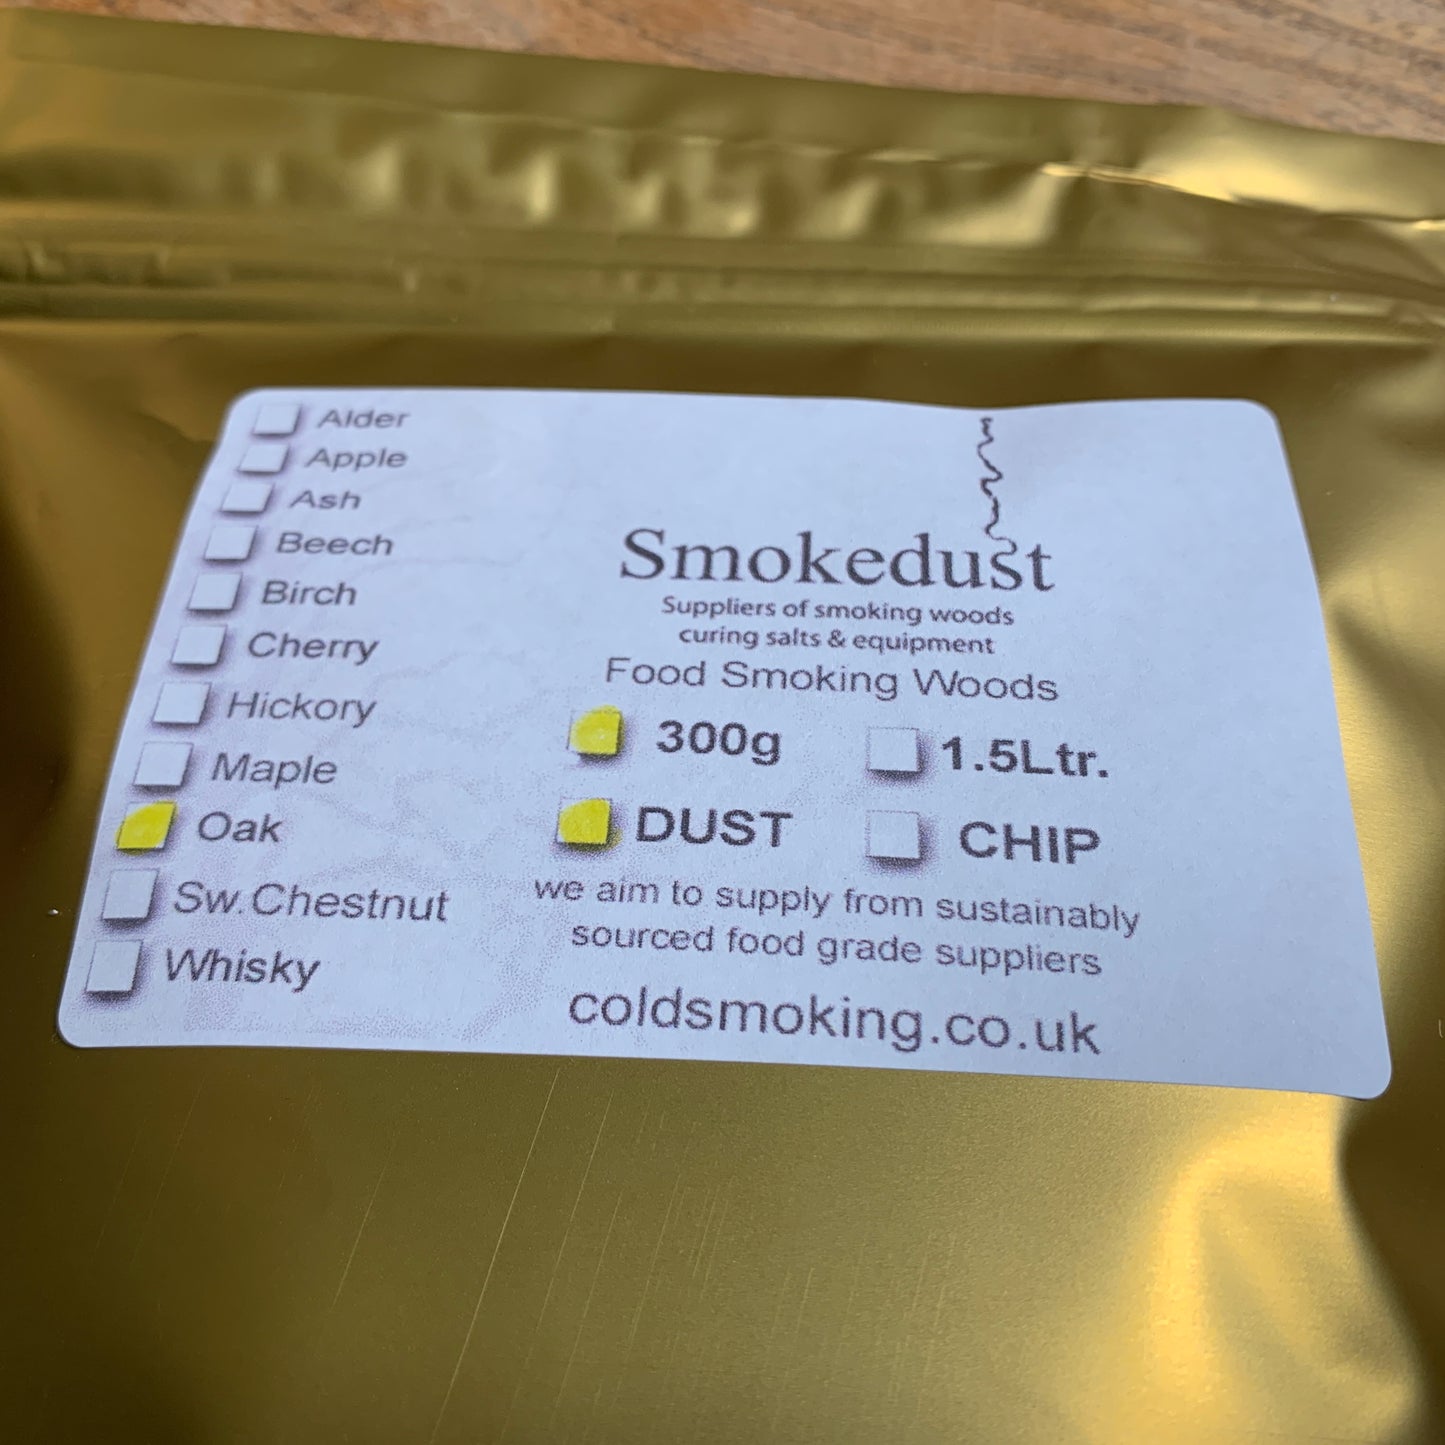 Alder
Apple
Ash
Beech
Birch
Cherry
Hickory
Maple
Oak
Sw.Chestnut
Whisky
Smokedust
Suppliers of smoking woods
curing salts & equipment
Food Smoking Woods
300g 1.5Ltr.
DUST CHIP
we aim to supply from sustainably
sourced food grade suppliers
coldsmoking.co.uk